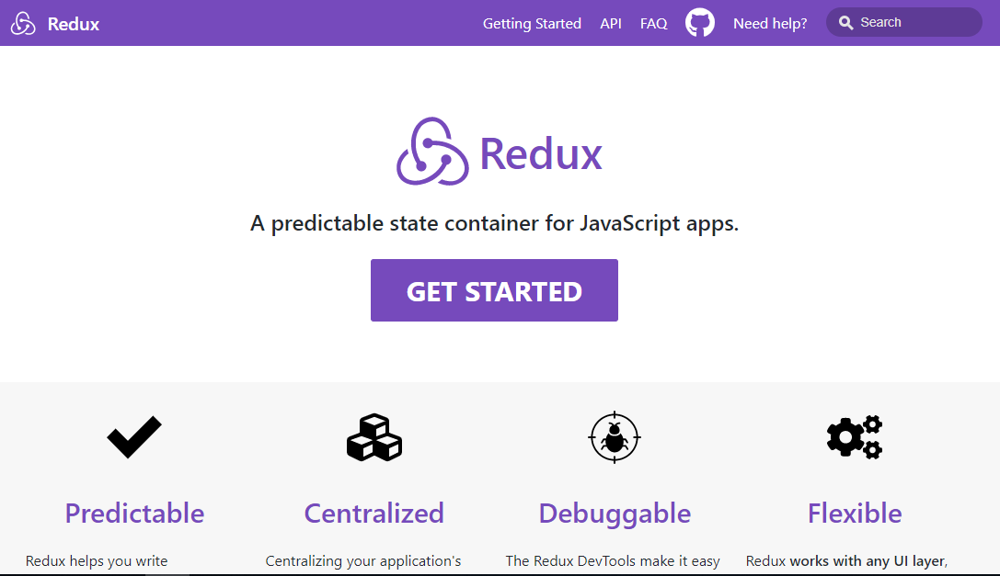 Redux
Getting Started
API
FAQ
Need help?
Search
Redux
A predictable state container for JavaScript apps.
GET STARTED
Predictable
Centralized
Debuggable
Flexible
Redux helps you write
Centralizing your application's
The Redux DevTools make it easy
Redux works with any UI layer,